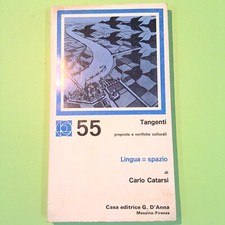 55
Tangenti
proposte e verifiche culturali
Lingua = spazio
di
Carlo Catarsi
Casa editrice G. D'Anna
Messina-Firenze